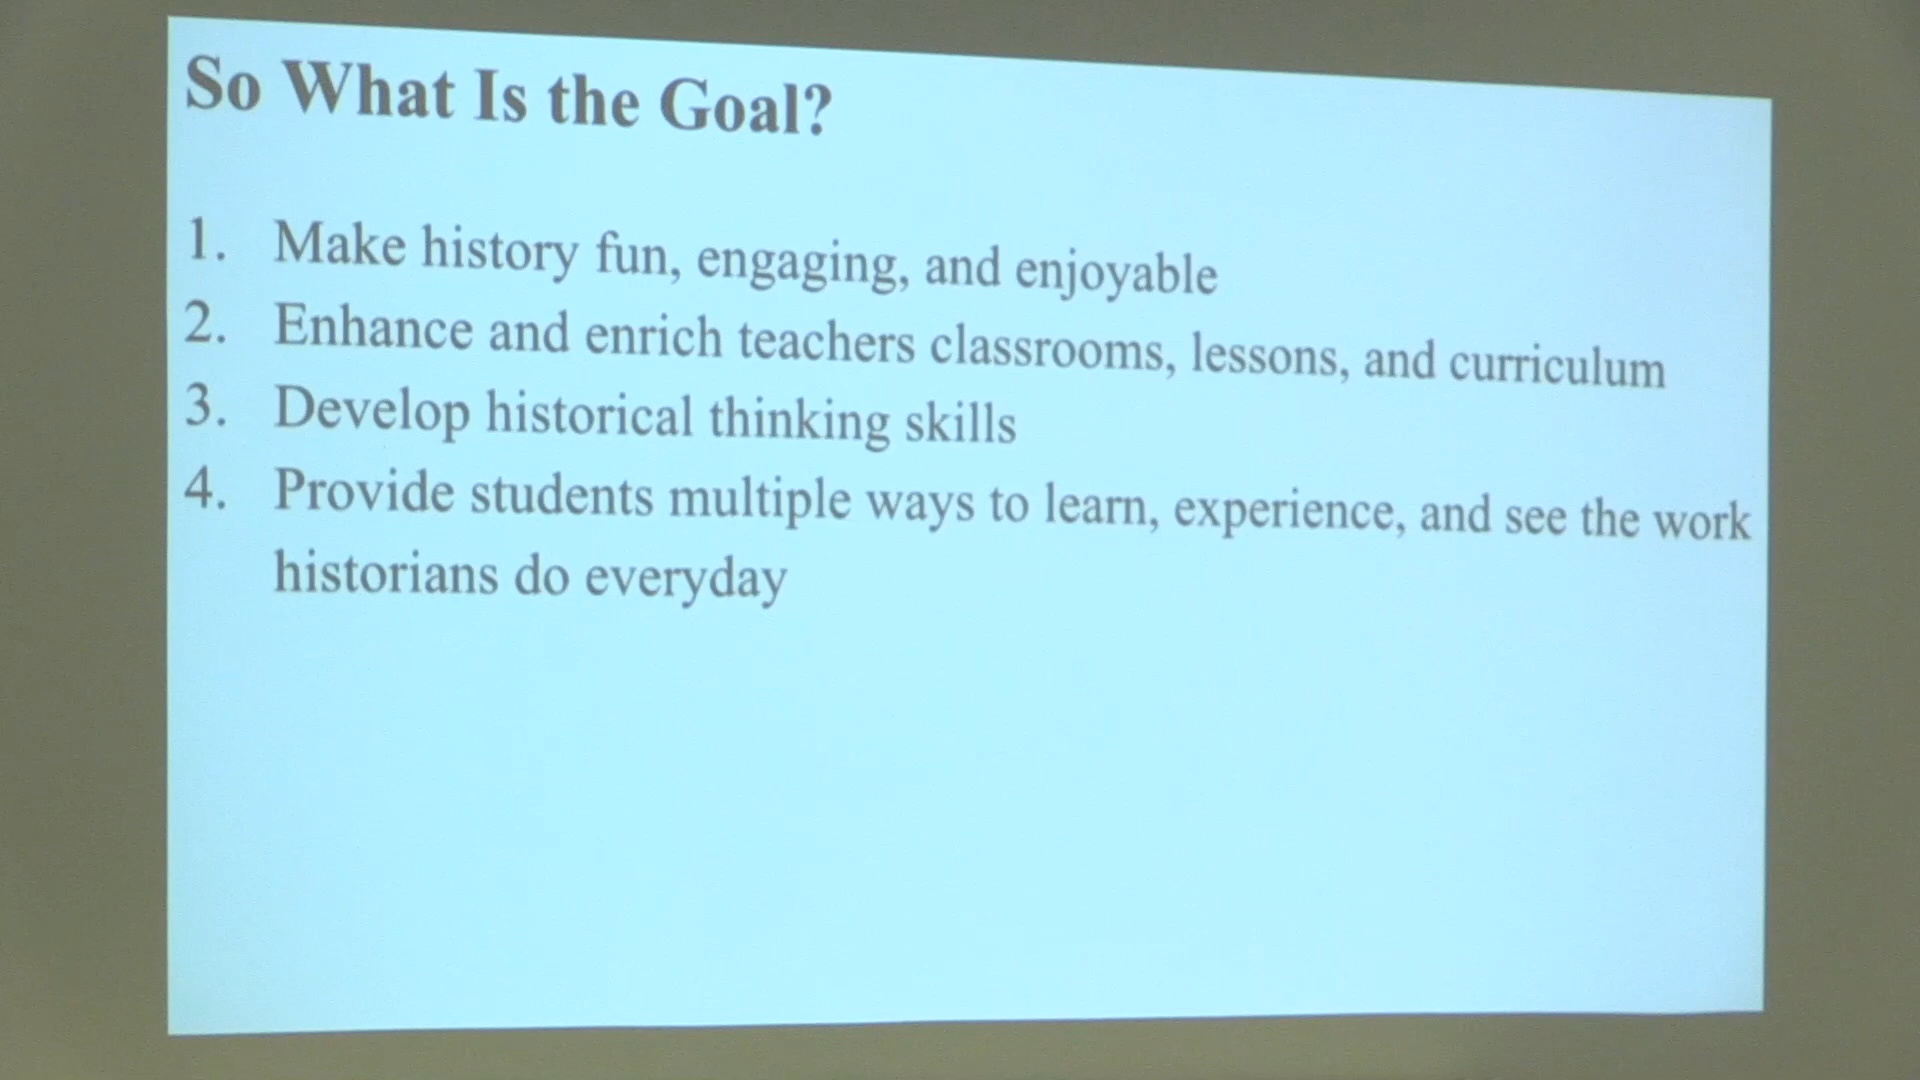 So What Is the Goal?
1. Make history fun, engaging, and enjoyable
2. Enhance and enrich teachers classrooms, lessons, and curriculum
3. Develop historical thinking skills
4. Provide students multiple ways to learn, experience, and see the work
historians do everyday